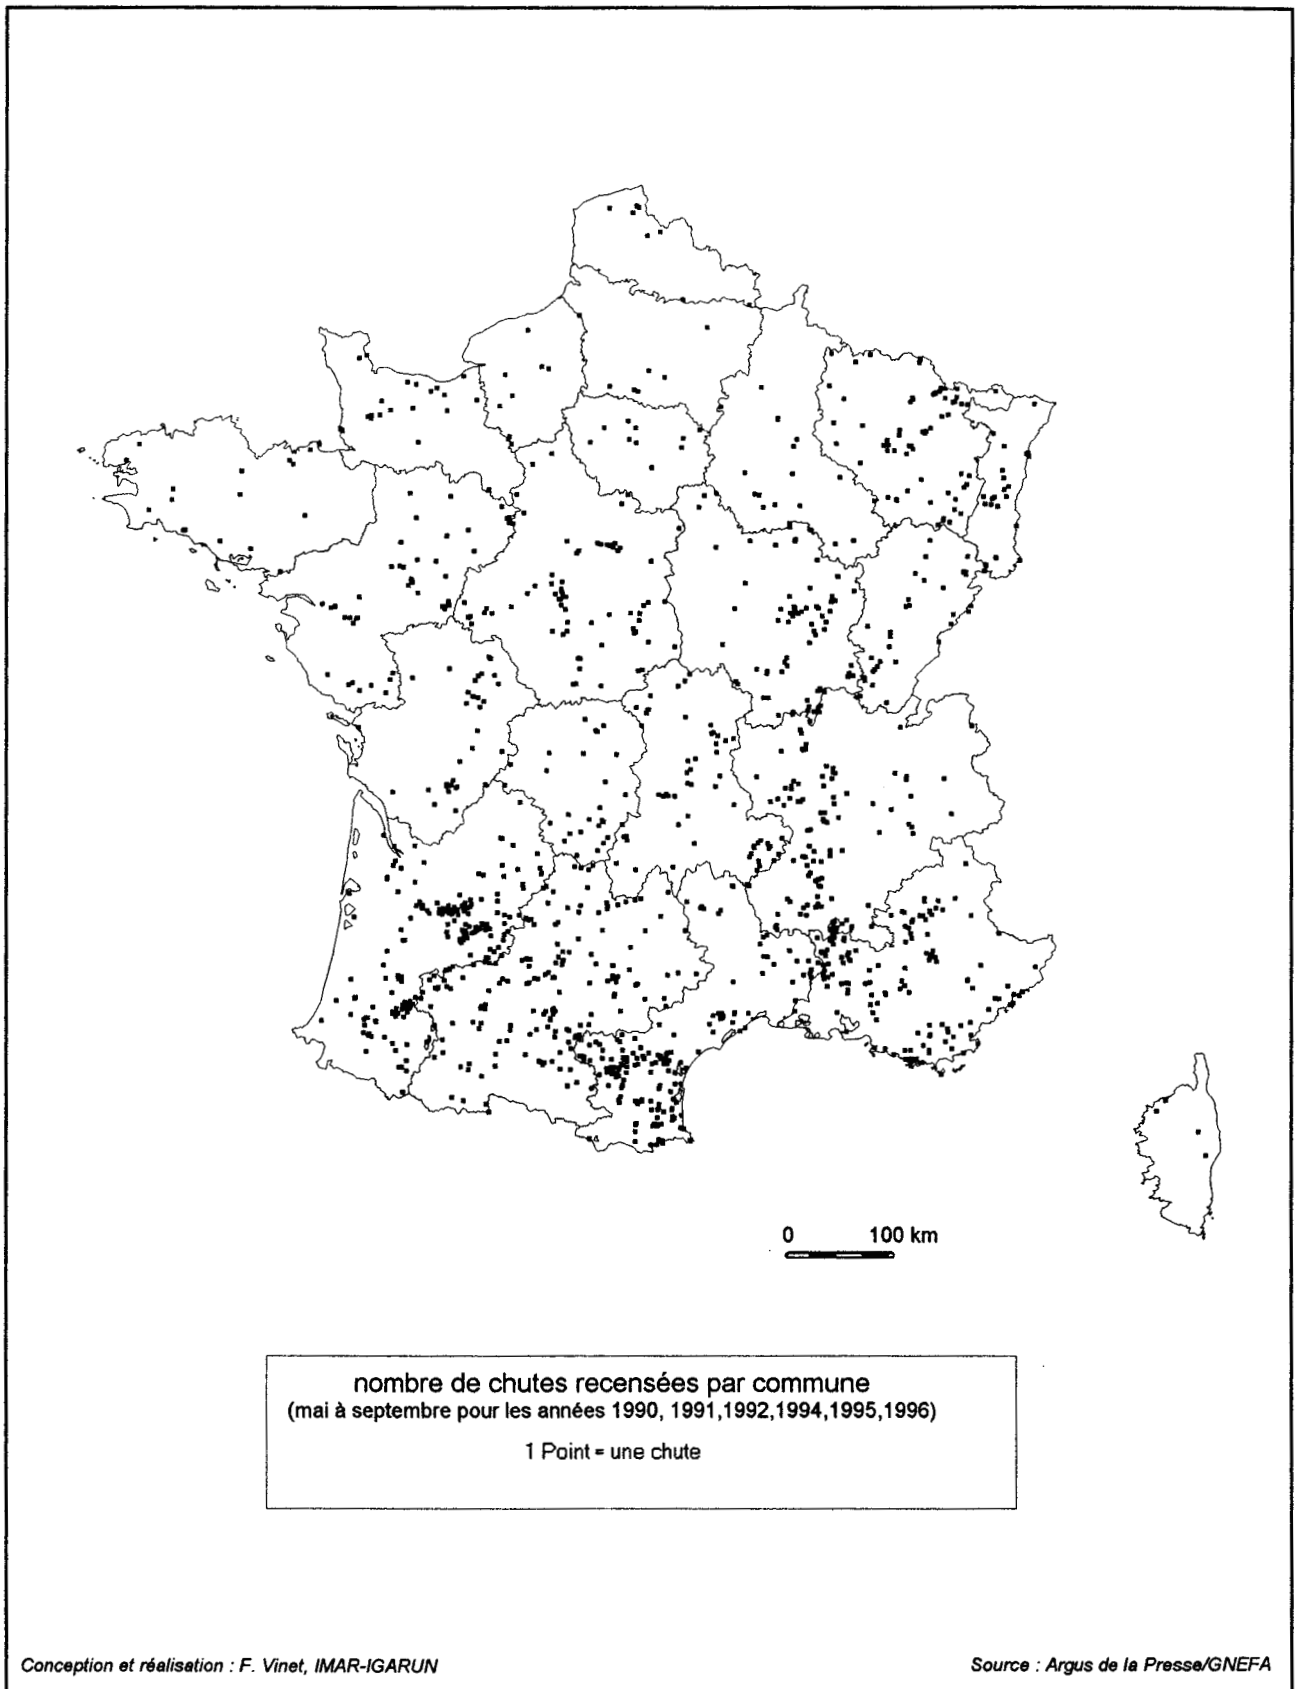 0 100 km
nombre de chutes recensées par commune
(mai à septembre pour les années 1990, 1991,1992,1994,1995,1996)
1 Point = une chute
Conception et réalisation : F. Vinet, IMAR-IGARUN
Source : Argus de la Presse/GNEFA